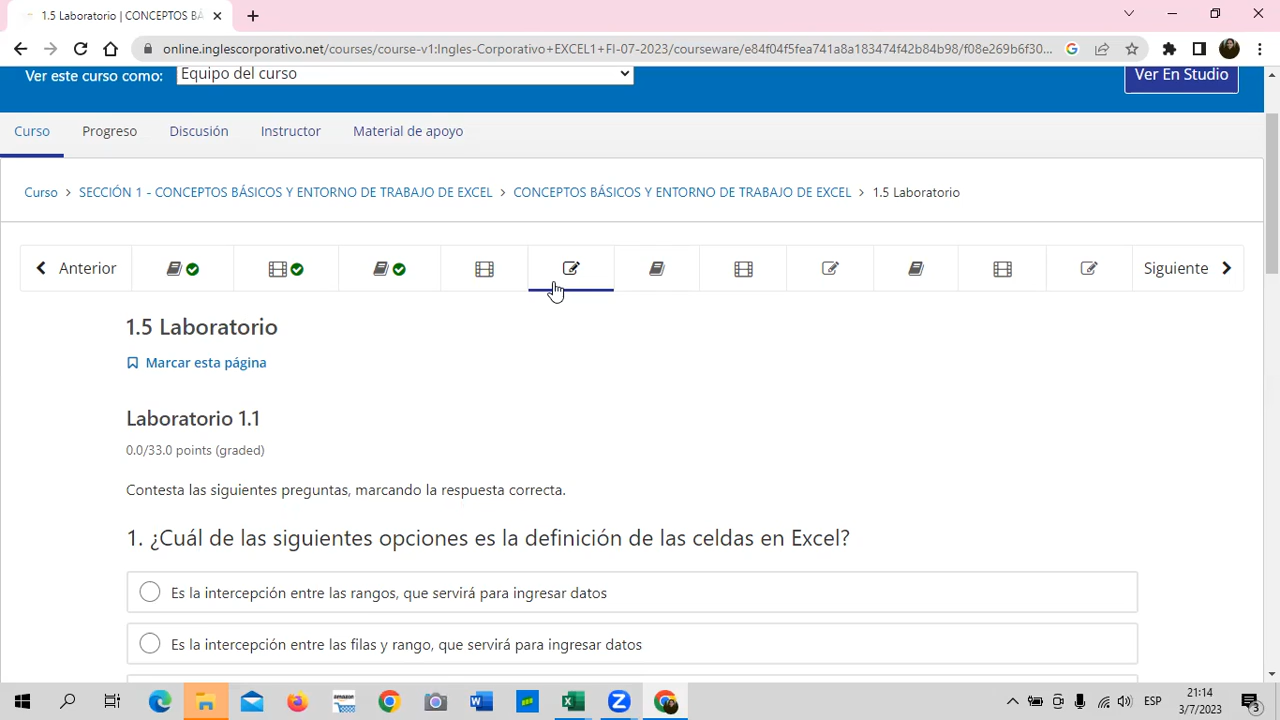 1.5 Laboratorio | CONCEPTOS BÁ
online.inglescorporativo.net/courses/course-v1:Ingles-Corporativo+EXCEL1+FI-07-2023/courseware/e84f04f5fea741a8a183474f42b84b98/f08e269b6f30...
Ver este curso como:
Equipo del curso
Ver En Studio
Curso
Progreso
Discusión
Instructor
Material de apoyo
Curso > SECCIÓN 1 - CONCEPTOS BÁSICOS Y ENTORNO DE TRABAJO DE EXCEL > CONCEPTOS BÁSICOS Y ENTORNO DE TRABAJO DE EXCEL > 1.5 Laboratorio
Anterior
Siguiente
1.5 Laboratorio
Marcar esta página
Laboratorio 1.1
0.0/33.0 points (graded)
Contesta las siguientes preguntas, marcando la respuesta correcta.
1. ¿Cuál de las siguientes opciones es la definición de las celdas en Excel?
Es la intercepción entre las rangos, que servirá para ingresar datos
Es la intercepción entre las filas y rango, que servirá para ingresar datos
amazon
ESP
21:14
3/7/2023
3